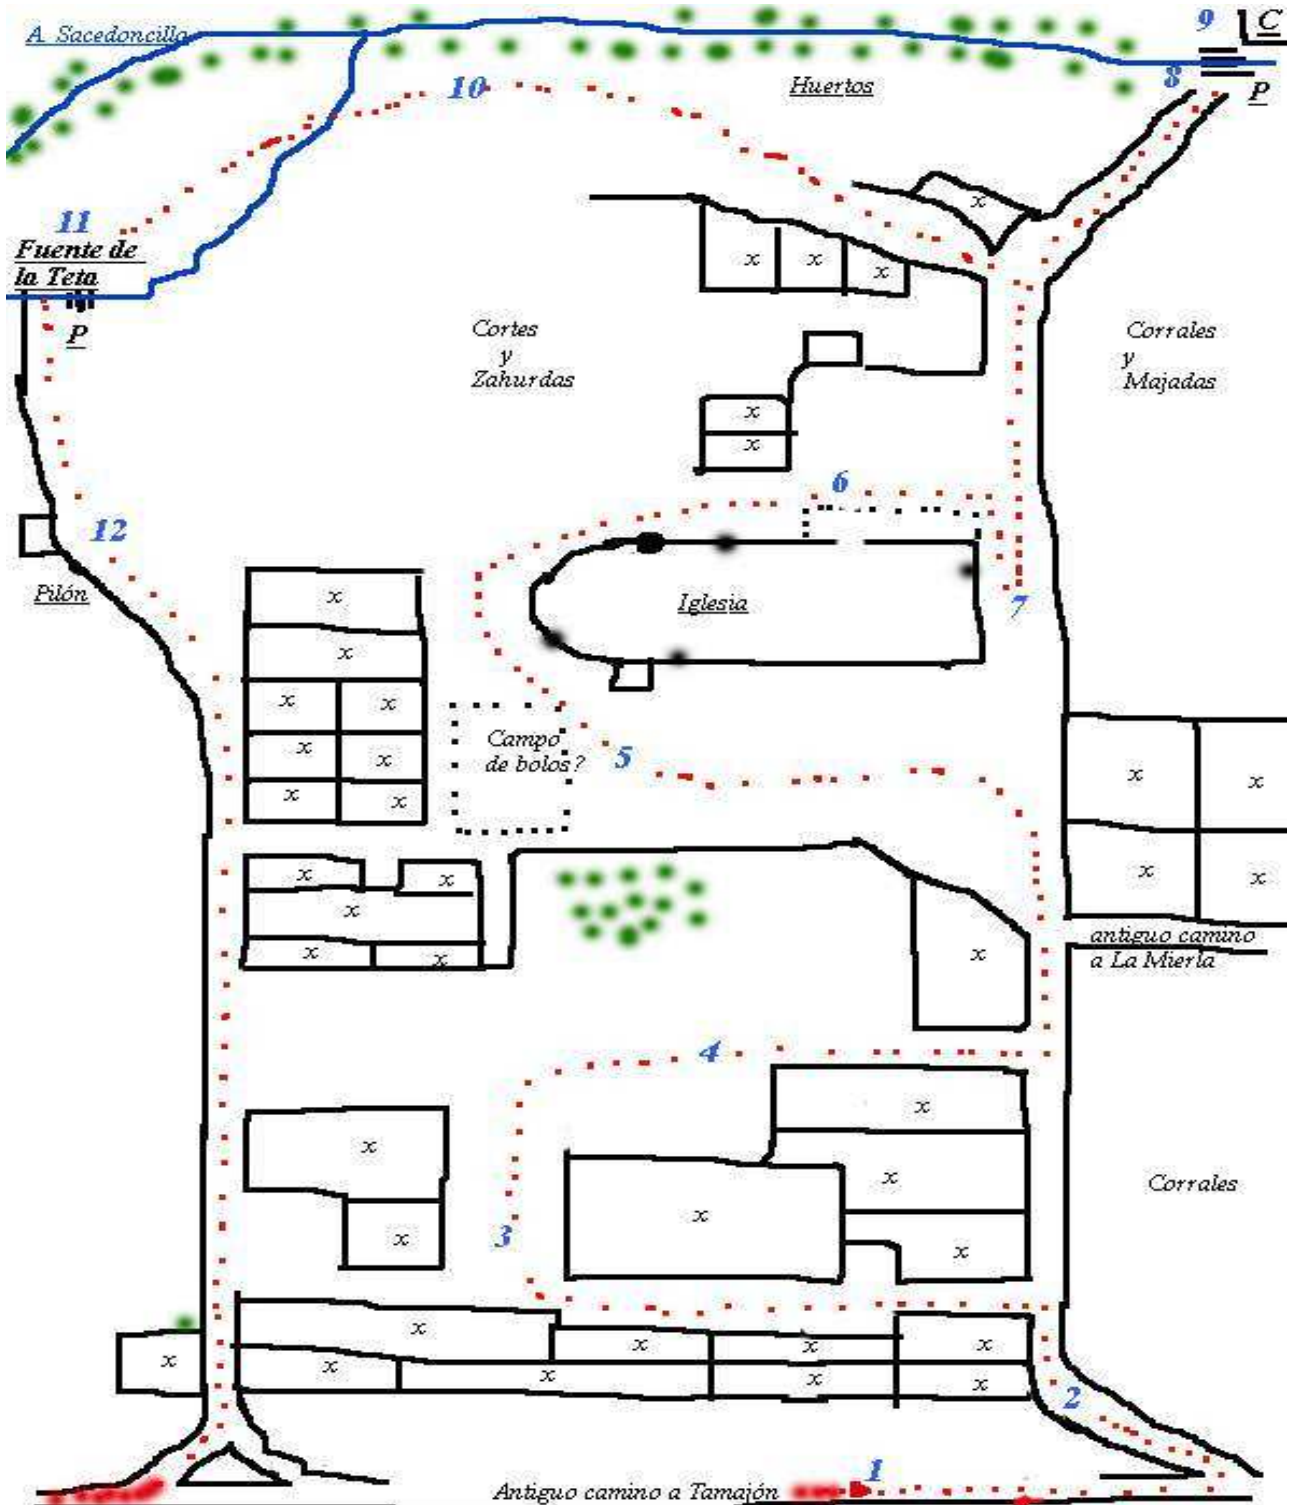 9 C
A. Sacedoncillo
8
10 Huertos P
x
11
Fuente de
la Teta
x x x
P
Cortes
y
Zahurdas
Corrales
y
Majadas
x
x
6
12
Pilón
x
Iglesia
7
x
x x
Campo
de bolos?
5
x x
x x
x x
x x
x x
x
x x
antiguo camino
a La Mierla
x
4
x
x
x
Corrales
x
x
3
x
x
x
x x x
x x
x x x
2
1
Antiguo camino a Tamajón